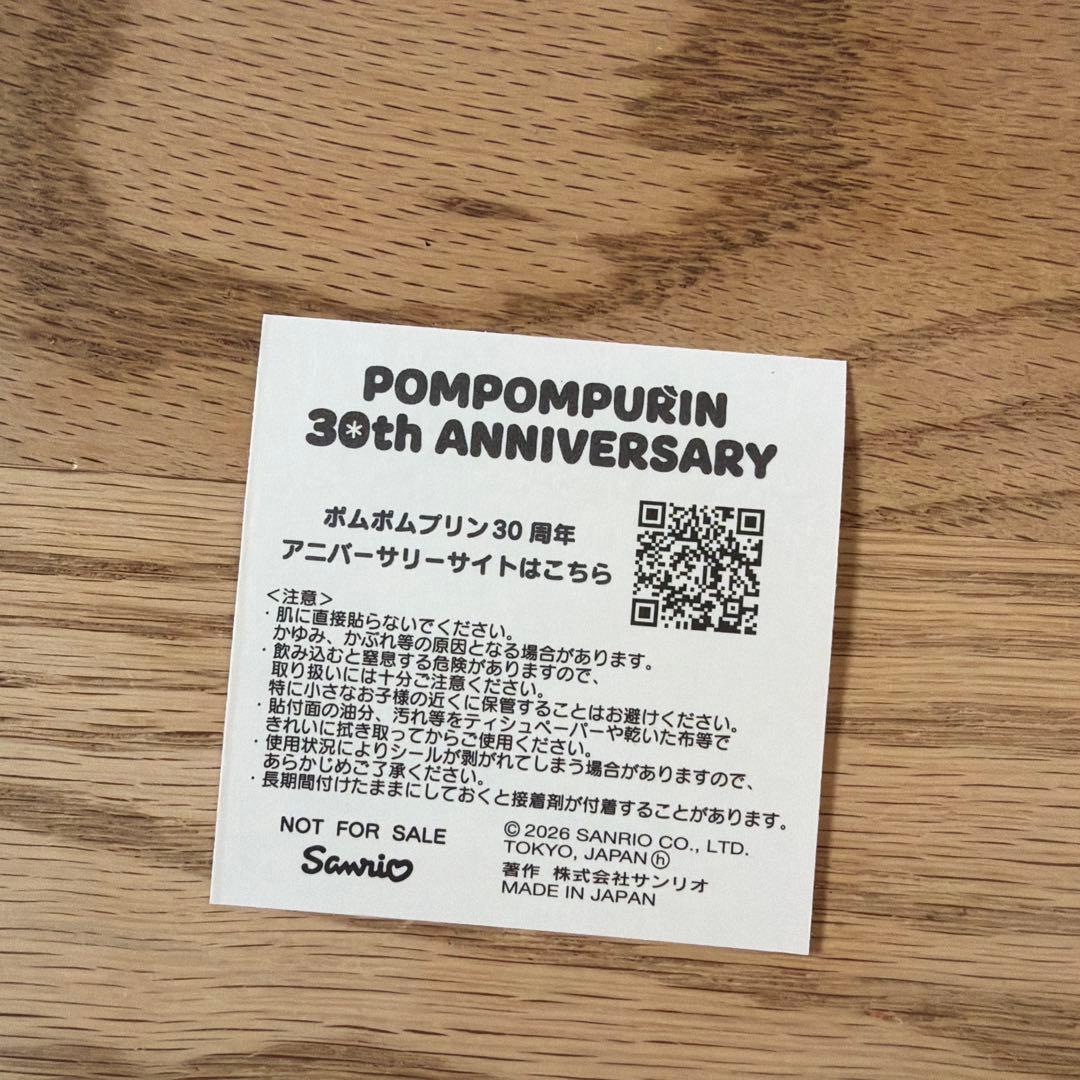 POMPOMPURIN
30th ANNIVERSARY
ポムポムプリン30周年
アニバーサリーサイトはこちら
＜注意＞
・肌に直接貼らないでください。
かゆみ、かぶれ等の原因となる場合があります。
・飲み込むと窒息する危険がありますので、
取り扱いには十分ご注意ください。
特に小さなお子様の近くに保管することはお避けください。
・貼付面の油分、汚れ等をティシュペーパーや乾いた布等で
きれいに拭き取ってからご使用ください。
・使用状況によりシールが剥がれてしまう場合がありますので、
あらかじめご了承ください。
・長期間付けたままにしておくと接着剤が付着することがあります。
NOT FOR SALE
Sanrio
© 2026 SANRIO CO., LTD.
TOKYO, JAPAN ⓗ
著作 株式会社サンリオ
MADE IN JAPAN